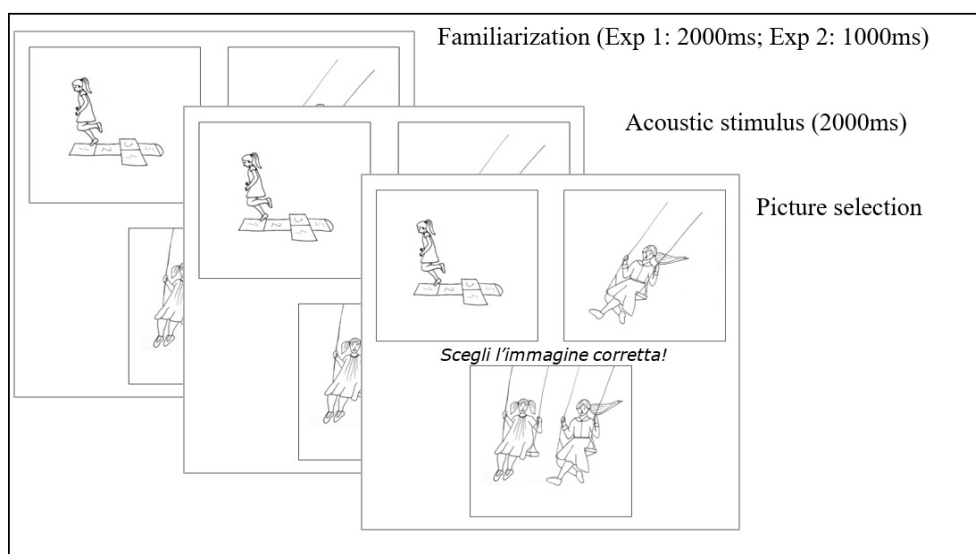 Familiarization (Exp 1: 2000ms; Exp 2: 1000ms)
Acoustic stimulus (2000ms)
Picture selection
Scegli l’immagine corretta!